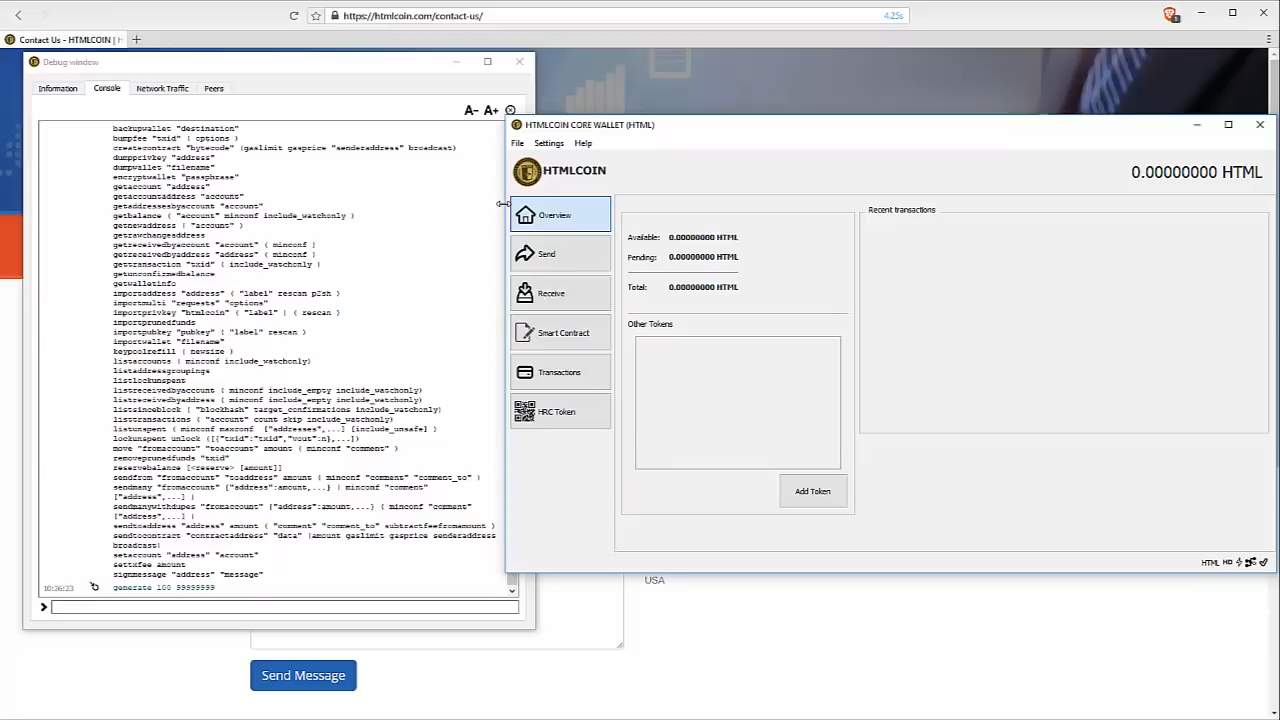 https://htmlcoin.com/contact-us/
4.25s
Contact Us - HTMLCOIN | H
Debug window
Information
Console
Network Traffic
Peers
A-
A+
backupwallet "destination"
bumpfee "txid" ( options )
createcontract "bytecode" (gaslimit gasprice "senderaddress" broadcast)
dumpprivkey "address"
dumpwallet "filename"
encryptwallet "passphrase"
getaccount "address"
getaccountaddress "account"
getaddressesbyaccount "account"
getbalance ( "account" minconf include_watchonly )
getnewaddress ( "account" )
getrawchangeaddress
getreceivedbyaccount "account" ( minconf )
getreceivedbyaddress "address" ( minconf )
gettransaction "txid" ( include_watchonly )
getunconfirmedbalance
getwalletinfo
importaddress "address" ( "label" rescan p2sh )
importmulti "requests" "options"
importprivkey "htmlcoin" ( "label" ) ( rescan )
importprunedfunds
importpubkey "pubkey" ( "label" rescan )
importwallet "filename"
keypoolrefill ( newsize )
listaccounts ( minconf include_watchonly)
listaddressgroupings
listlockunspent
listreceivedbyaccount ( minconf include_empty include_watchonly)
listreceivedbyaddress ( minconf include_empty include_watchonly)
listsinceblock ( "blockhash" target_confirmations include_watchonly)
listtransactions ( "account" count skip include_watchonly)
listunspent ( minconf maxconf ["addresses",...] [include_unsafe] )
lockunspent unlock ([{"txid":"txid","vout":n},...])
move "fromaccount" "toaccount" amount ( minconf "comment" )
removeprunedfunds "txid"
reservebalance [<reserve> [amount]]
sendfrom "fromaccount" "toaddress" amount ( minconf "comment" "comment_to" )
sendmany "fromaccount" {"address":amount,...} ( minconf "comment"
["address",...] )
sendmanywithdupes "fromaccount" {"address":amount,...} ( minconf "comment"
["address",...] )
sendtoaddress "address" amount ( "comment" "comment_to" subtractfeefromamount )
sendtocontract "contractaddress" "data" (amount gaslimit gasprice senderaddress
broadcast)
setaccount "address" "account"
settxfee amount
signmessage "address" "message"
10:26:23
generate 100 99999999
HTMLCOIN CORE WALLET (HTML)
File
Settings
Help
HTMLCOIN
0.00000000 HTML
Overview
Send
Receive
Smart Contract
Transactions
HRC Token
Available: 0.00000000 HTML
Pending: 0.00000000 HTML
Total: 0.00000000 HTML
Other Tokens
Add Token
Recent transactions
HTML HD
USA
Send Message